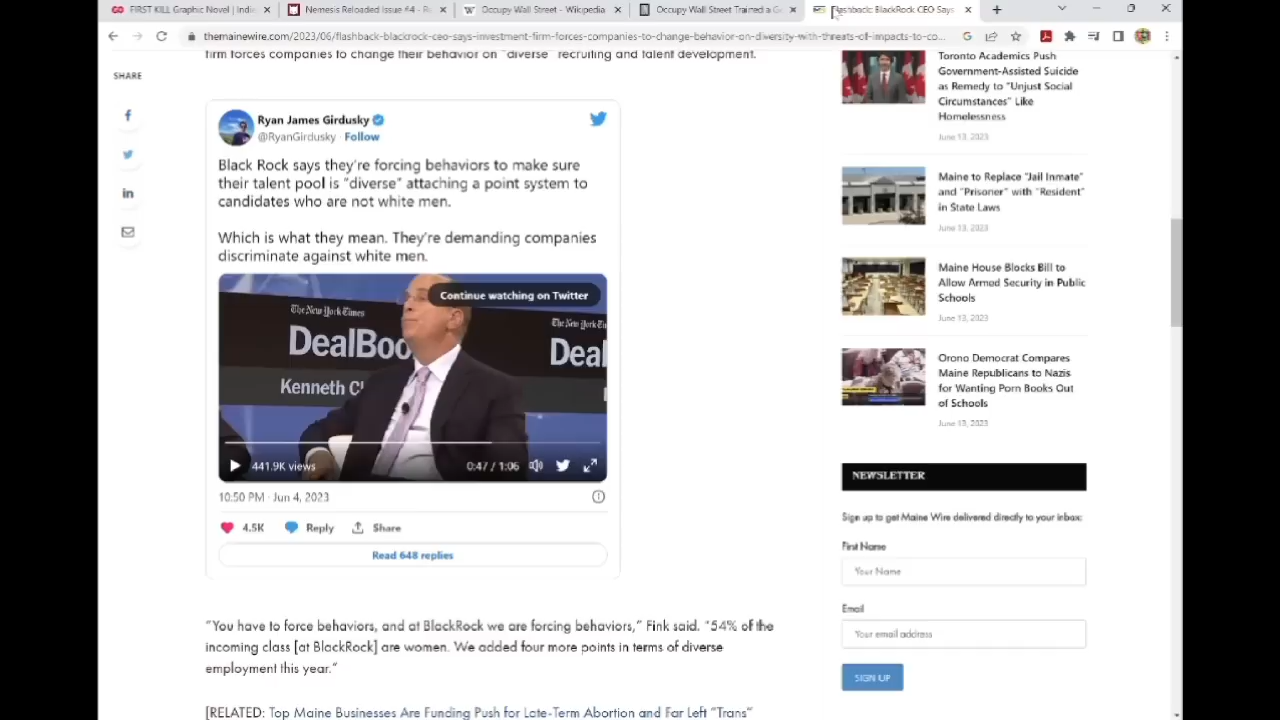 FIRST KILL Graphic Novel | Indie
Nemesis Reloaded Issue #4 - R
Occupy Wall Street - Wikipedia
Occupy Wall Street Trained a G
Flashback: BlackRock CEO Says
themainewire.com/2023/06/flashback-blackrock-ceo-says-investment-firm-forces-companies-to-change-behavior-on-diversity-with-threats-of-impacts-to-co...
firm forces companies to change their behavior on "diverse" recruiting and talent development.
SHARE
Ryan James Girdusky
@RyanGirdusky · Follow
Black Rock says they're forcing behaviors to make sure
their talent pool is "diverse" attaching a point system to
candidates who are not white men.
Which is what they mean. They're demanding companies
discriminate against white men.
Continue watching on Twitter
The New York Times
DealBoo
Kenneth C
The New York Ti
Deal
441.9K views
0:47 / 1:06
10:50 PM · Jun 4, 2023
4.5K
Reply
Share
Read 648 replies
"You have to force behaviors, and at BlackRock we are forcing behaviors," Fink said. "54% of the
incoming class [at BlackRock] are women. We added four more points in terms of diverse
employment this year."
[RELATED: Top Maine Businesses Are Funding Push for Late-Term Abortion and Far Left "Trans"
Toronto Academics Push
Government-Assisted Suicide
as Remedy to "Unjust Social
Circumstances" Like
Homelessness
June 13, 2023
Maine to Replace "Jail Inmate"
and "Prisoner" with "Resident"
in State Laws
June 13, 2023
Maine House Blocks Bill to
Allow Armed Security in Public
Schools
June 13, 2023
Orono Democrat Compares
Maine Republicans to Nazis
for Wanting Porn Books Out
of Schools
June 13, 2023
NEWSLETTER
Sign up to get Maine Wire delivered directly to your inbox:
First Name
Your Name
Email
Your email address
SIGN UP